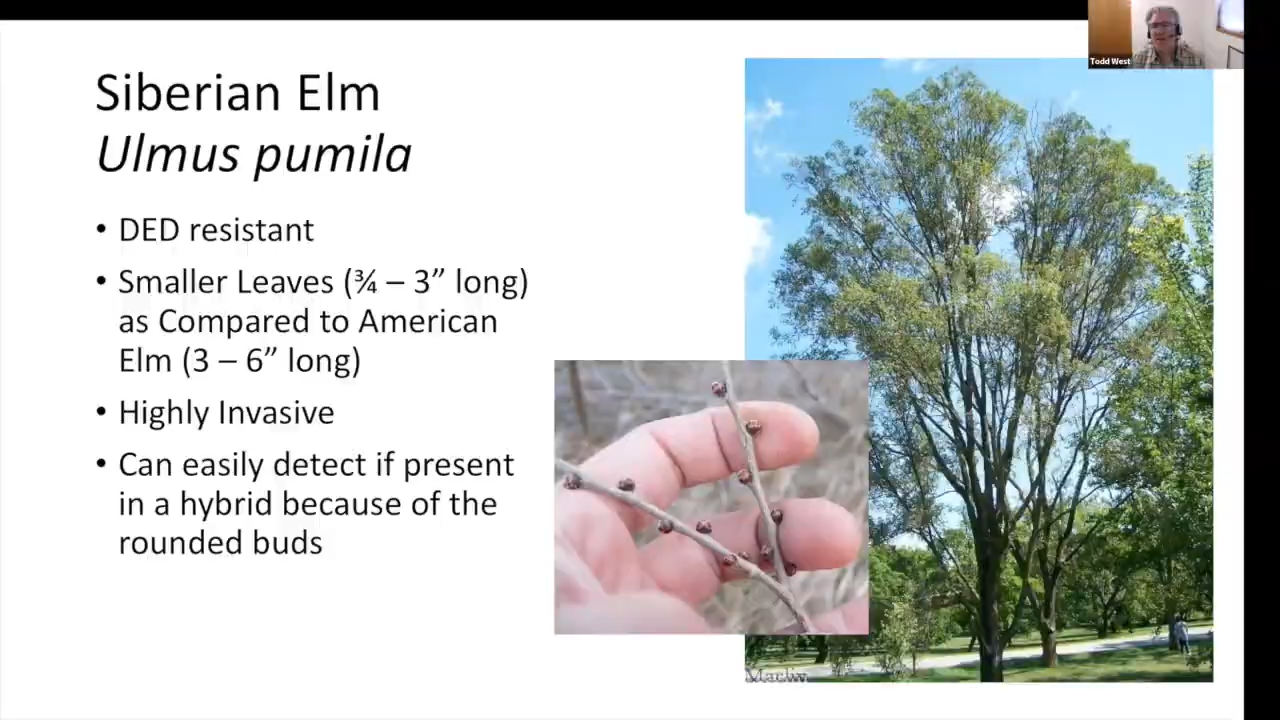 Todd West
Siberian Elm
Ulmus pumila
• DED resistant
• Smaller Leaves (¾ – 3” long)
as Compared to American
Elm (3 – 6” long)
• Highly Invasive
• Can easily detect if present
in a hybrid because of the
rounded buds